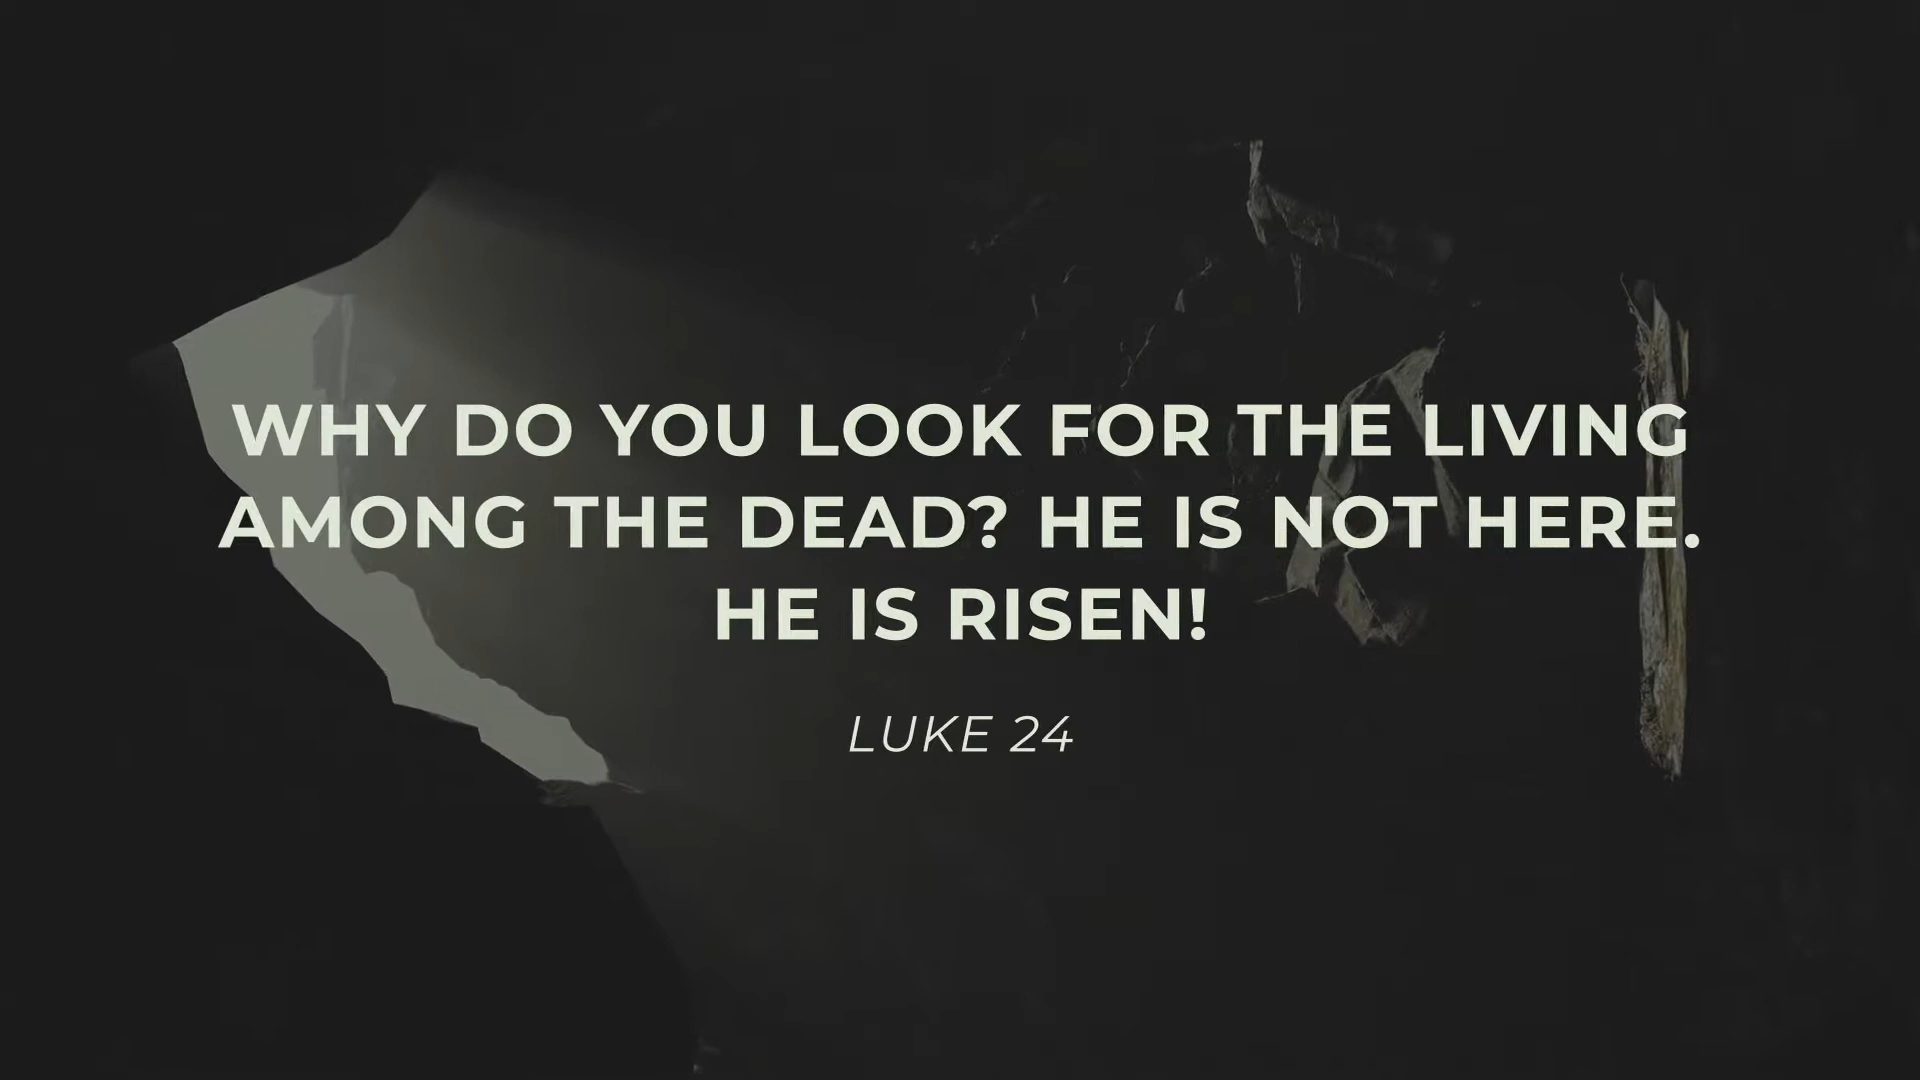 WHY DO YOU LOOK FOR THE LIVING
AMONG THE DEAD? HE IS NOT HERE.
HE IS RISEN!
LUKE 24